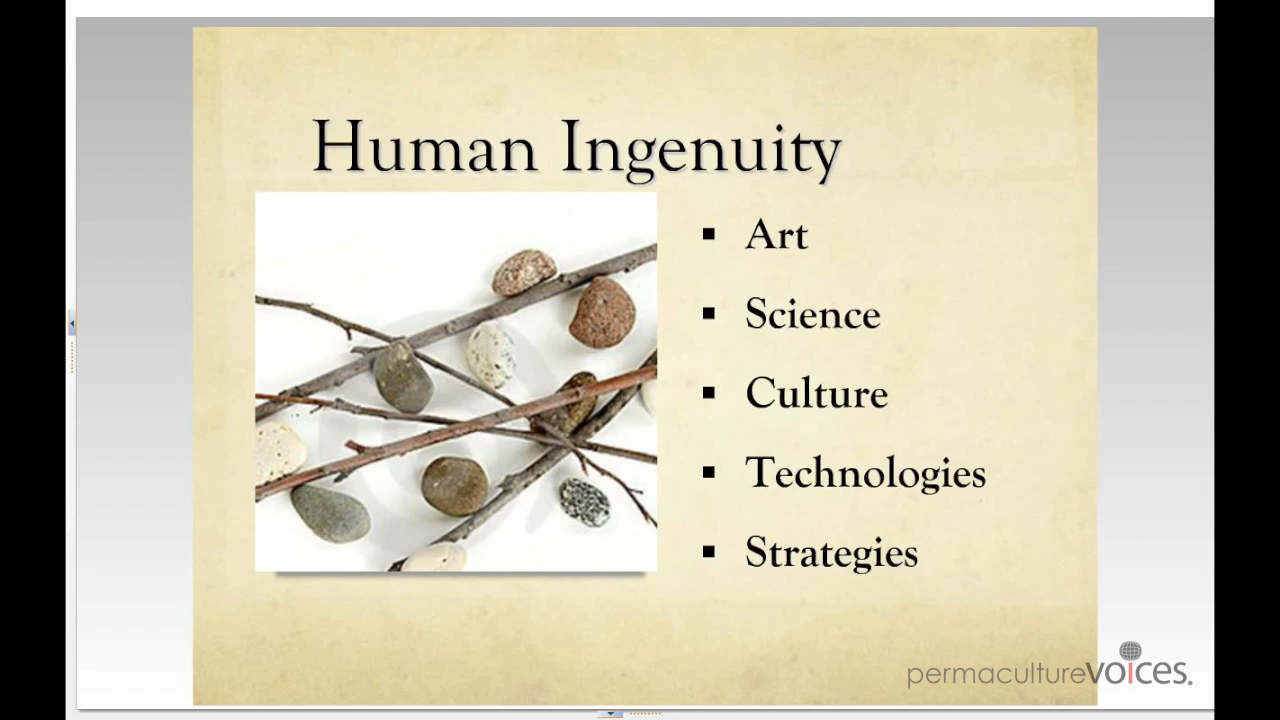 Human Ingenuity
Art
Science
Culture
Technologies
Strategies
permaculturevoices.